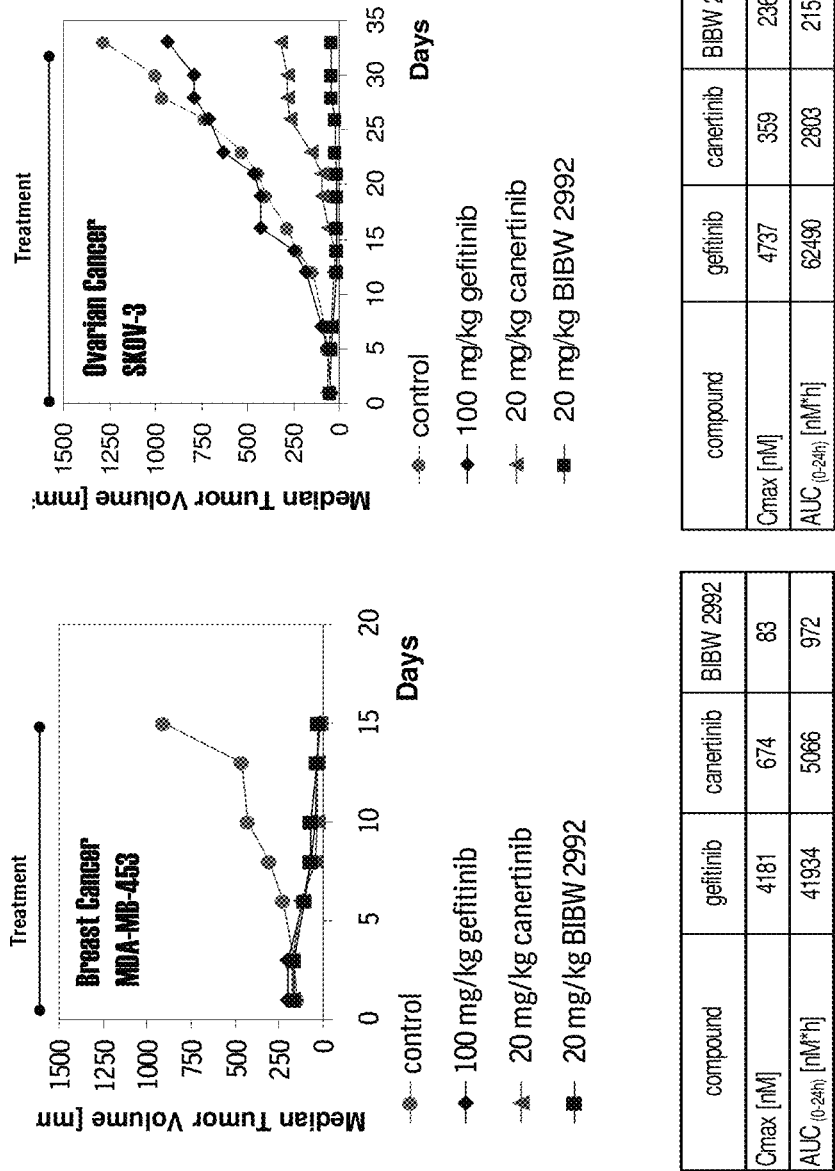 Treatment
Breast Cancer
MDA-MB-453
Median Tumor Volume [mm
1500
1250
1000
750
500
250
0
0 5 10 15 20
Days
control
100 mg/kg gefitinib
20 mg/kg canertinib
20 mg/kg BIBW 2992
compound gefitinib canertinib BIBW 2992
Cmax [nM] 4181 674 83
AUC (0-24h) [nM*h] 41934 5066 972
Treatment
Ovarian Cancer
SKOV-3
Median Tumor Volume [mm
1500
1250
1000
750
500
250
0
0 5 10 15 20 25 30 35
Days
control
100 mg/kg gefitinib
20 mg/kg canertinib
20 mg/kg BIBW 2992
compound gefitinib canertinib BIBW 2
Cmax [nM] 4737 359 236
AUC (0-24h) [nM*h] 62490 2803 215